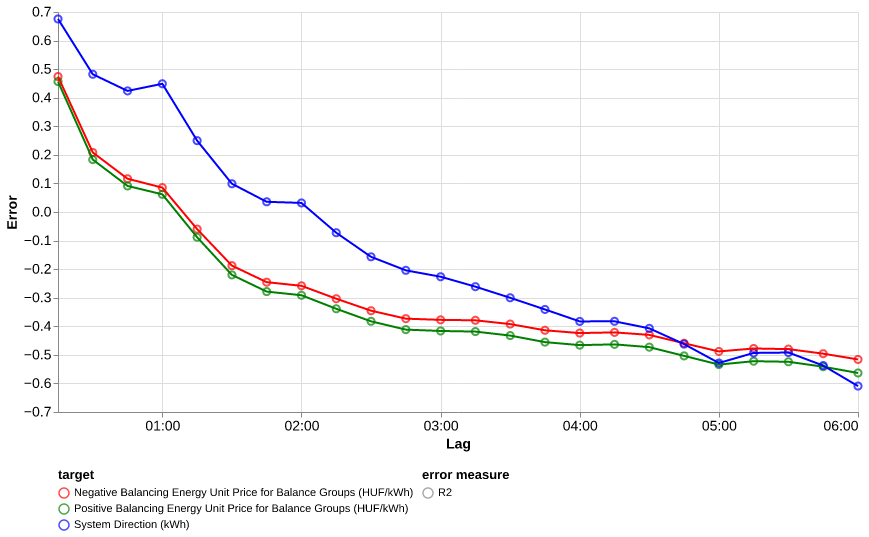 0.7
0.6
0.5
0.4
0.3
0.2
0.1
0.0
−0.1
−0.2
−0.3
−0.4
−0.5
−0.6
−0.7
Error
01:00 02:00 03:00 04:00 05:00 06:00
Lag
target
Negative Balancing Energy Unit Price for Balance Groups (HUF/kWh)
Positive Balancing Energy Unit Price for Balance Groups (HUF/kWh)
System Direction (kWh)
error measure
R2